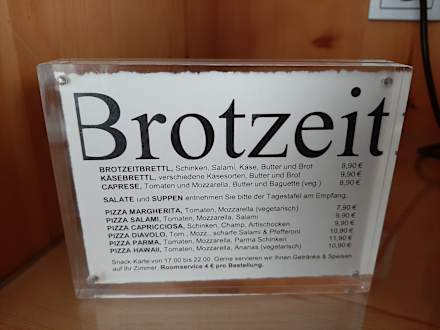 Brotzeit
BROTZEITBRETTL, Schinken, Salami, Käse, Butter und Brot 8,90 €
KÄSEBRETTL, verschiedene Käsesorten, Butter und Brot 9,90 €
CAPRESE, Tomaten und Mozzarella, Butter und Baguette (veg.) 8,90 €
SALATE und SUPPEN entnehmen Sie bitte der Tagestafel am Empfang.
PIZZA MARGHERITA, Tomaten, Mozzarella (vegetarisch) 7,90 €
PIZZA SALAMI, Tomaten, Mozzarella, Salami 9,90 €
PIZZA CAPRICCIOSA, Schinken, Champ, Artischocken 9,90 €
PIZZA DIAVOLO, Tom., Mozz., scharfe Salami & Pfefferoni 10,90 €
PIZZA PARMA, Tomaten, Mozzarella, Parma Schinken 11,90 €
PIZZA HAWAII, Tomaten, Mozzarella, Ananas (vegetarisch) 10,90 €
Snack-Karte von 17.00 bis 22.00. Gerne servieren wir Ihnen Getränke & Speisen
auf Ihr Zimmer. Roomservice 4 € pro Bestellung.